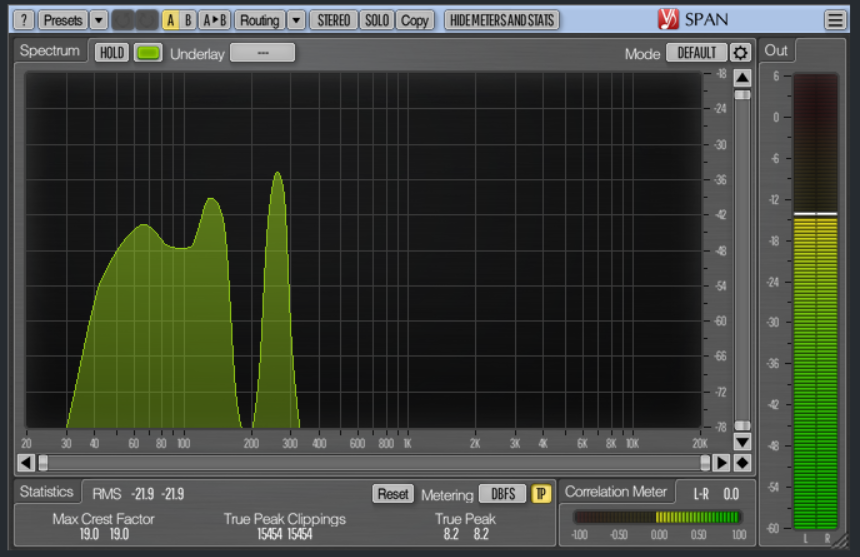 ? Presets A B A▸B Routing STEREO SOLO Copy HIDE METERS AND STATS SPAN
Spectrum HOLD Underlay --- Mode DEFAULT Out
-18
-24
-30
-36
-42
-48
-54
-60
-66
-72
-78
20 30 40 60 80 100 200 300 400 600 800 1K 2K 3K 4K 6K 8K 10K 20K
6
0
-6
-12
-18
-24
-30
-36
-42
-48
-54
-60
L R
Statistics RMS -21.9 -21.9 Reset Metering DBFS TP Correlation Meter L-R 0.0
Max Crest Factor True Peak Clippings True Peak
19.0 19.0 15454 15454 8.2 8.2
-1.00 -0.50 0.00 0.50 1.00